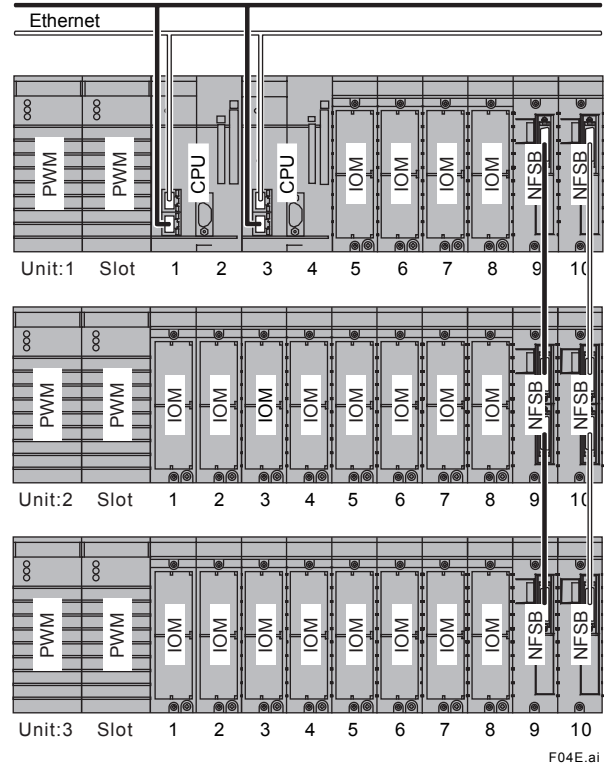 Ethernet
PWM PWM CPU CPU IOM IOM IOM IOM NFSB NFSB
Unit:1 Slot 1 2 3 4 5 6 7 8 9 10
PWM PWM IOM IOM IOM IOM IOM IOM IOM IOM NFSB NFSB
Unit:2 Slot 1 2 3 4 5 6 7 8 9 10
PWM PWM IOM IOM IOM IOM IOM IOM IOM IOM NFSB NFSB
Unit:3 Slot 1 2 3 4 5 6 7 8 9 10
F04E.ai